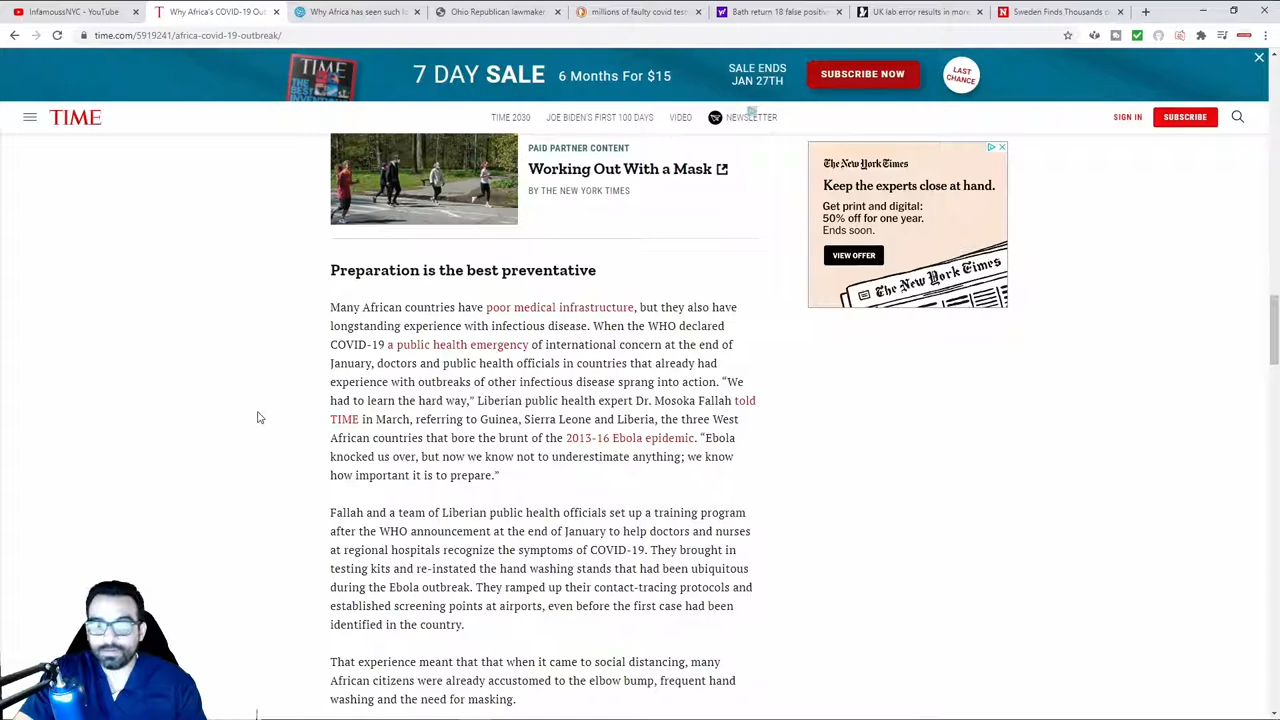 InfamousNYC - YouTube
Why Africa's COVID-19 Out
Why Africa has seen such lo
Ohio Republican lawmaker
millions of faulty covid test
Bath return 18 false positiv
UK lab error results in more
Sweden Finds Thousands o
time.com/5919241/africa-covid-19-outbreak/
TIME
7 DAY SALE 6 Months For $15
SALE ENDS
JAN 27TH
SUBSCRIBE NOW
LAST
CHANCE
TIME
TIME 2030
JOE BIDEN'S FIRST 100 DAYS
VIDEO
NEWSLETTER
SIGN IN
SUBSCRIBE
PAID PARTNER CONTENT
Working Out With a Mask
BY THE NEW YORK TIMES
The New York Times
Keep the experts close at hand.
Get print and digital:
50% off for one year.
Ends soon.
VIEW OFFER
The New York Times
Preparation is the best preventative
Many African countries have poor medical infrastructure, but they also have
longstanding experience with infectious disease. When the WHO declared
COVID-19 a public health emergency of international concern at the end of
January, doctors and public health officials in countries that already had
experience with outbreaks of other infectious disease sprang into action. “We
had to learn the hard way,” Liberian public health expert Dr. Mosoka Fallah told
TIME in March, referring to Guinea, Sierra Leone and Liberia, the three West
African countries that bore the brunt of the 2013-16 Ebola epidemic. “Ebola
knocked us over, but now we know not to underestimate anything; we know
how important it is to prepare.”
Fallah and a team of Liberian public health officials set up a training program
after the WHO announcement at the end of January to help doctors and nurses
at regional hospitals recognize the symptoms of COVID-19. They brought in
testing kits and re-instated the hand washing stands that had been ubiquitous
during the Ebola outbreak. They ramped up their contact-tracing protocols and
established screening points at airports, even before the first case had been
identified in the country.
That experience meant that that when it came to social distancing, many
African citizens were already accustomed to the elbow bump, frequent hand
washing and the need for masking.